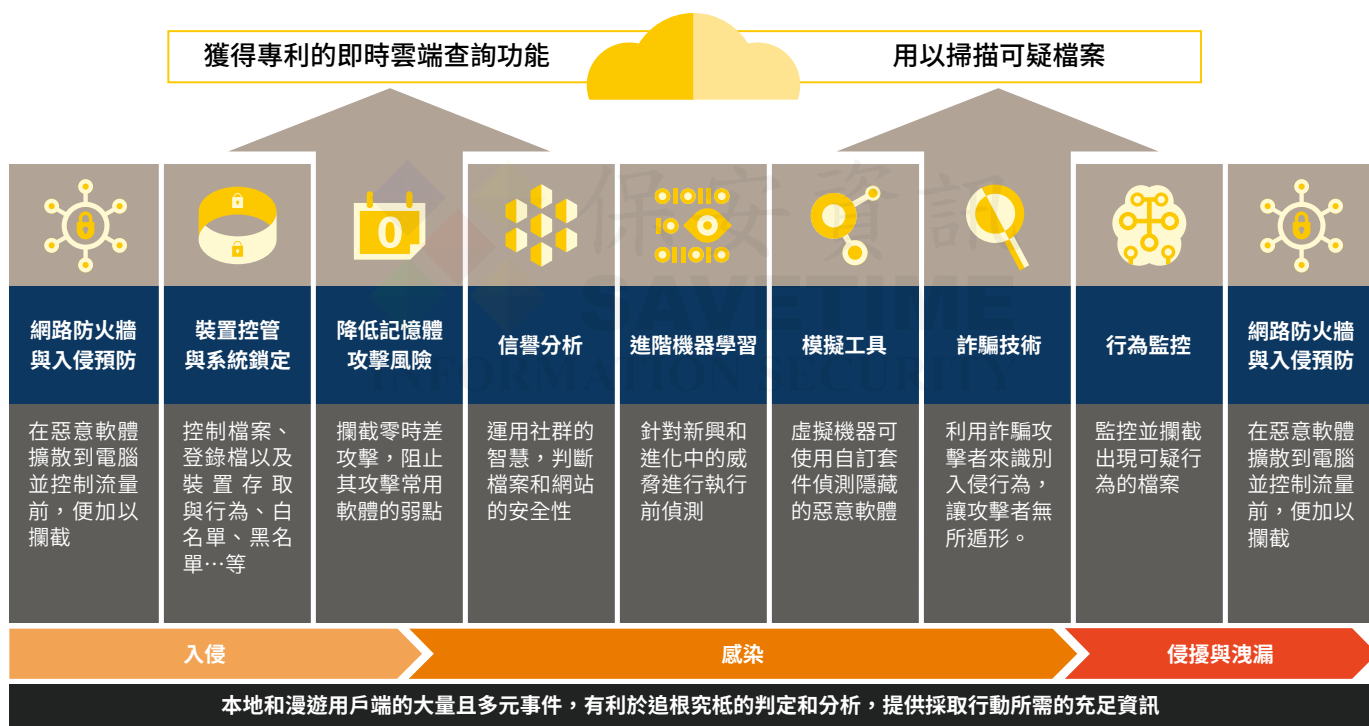 獲得專利的即時雲端查詢功能
用以掃描可疑檔案
保安資訊
SAVETIME
INFORMATION SECURITY
0
網路防火牆
與入侵預防
在惡意軟體
擴散到電腦
並控制流量
前，便加以
攔截
裝置控管
與系統鎖定
控制檔案、
登錄檔以及
裝置存取
與行為、白
名單、黑名
單…等
降低記憶體
攻擊風險
攔截零時差
攻擊，阻止
其攻擊常用
軟體的弱點
信譽分析
運用社群的
智慧，判斷
檔案和網站
的安全性
進階機器學習
針對新興和
進化中的威
脅進行執行
前偵測
模擬工具
虛擬機器可
使用自訂套
件偵測隱藏
的惡意軟體
詐騙技術
利用詐騙攻
擊者來識別
入侵行為，
讓攻擊者無
所遁形。
行為監控
監控並攔截
出現可疑行
為的檔案
網路防火牆
與入侵預防
在惡意軟體
擴散到電腦
並控制流量
前，便加以
攔截
入侵
感染
侵擾與洩漏
本地和漫遊用戶端的大量且多元事件，有利於追根究柢的判定和分析，提供採取行動所需的充足資訊